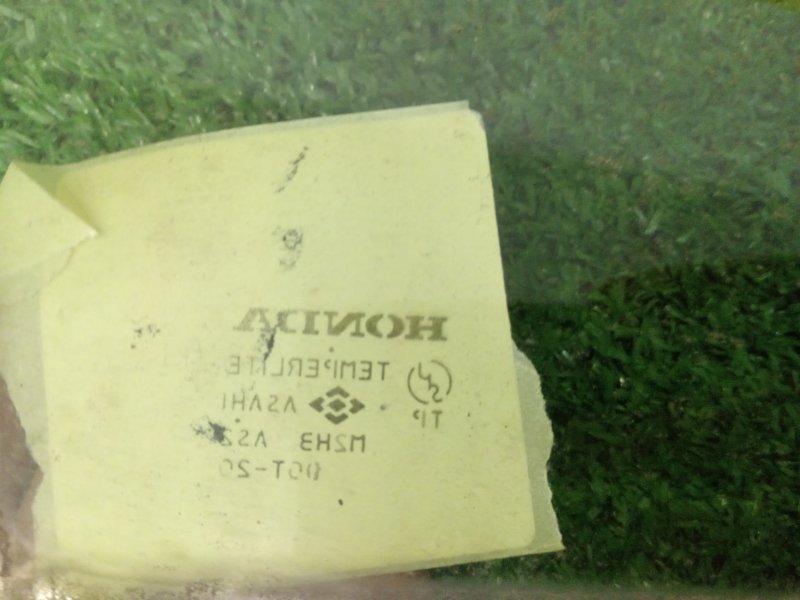 HONDA
TEMPERLITE
ASAHI
TP
M2H3 AS2
DOT-20